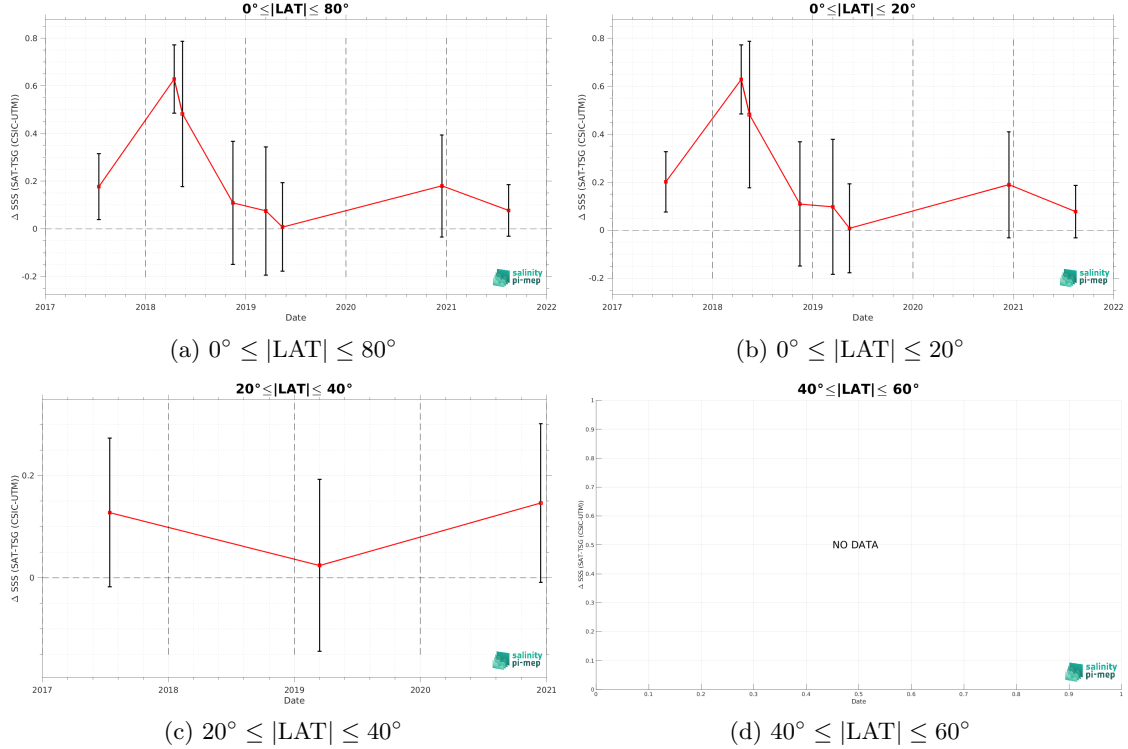 0°≤|LAT|≤ 80°
Δ SSS (SAT-TSG (CSIC-UTM))
0.8
0.6
0.4
0.2
0
-0.2
2017 2018 2019 2020 2021 2022
Date
salinity
pi-mep
(a) 0° ≤ |LAT| ≤ 80°
0°≤|LAT|≤ 20°
Δ SSS (SAT-TSG (CSIC-UTM))
0.8
0.6
0.4
0.2
0
-0.2
2017 2018 2019 2020 2021 2022
Date
salinity
pi-mep
(b) 0° ≤ |LAT| ≤ 20°
20°≤|LAT|≤ 40°
Δ SSS (SAT-TSG (CSIC-UTM))
0.2
0
2017 2018 2019 2020 2021
Date
salinity
pi-mep
(c) 20° ≤ |LAT| ≤ 40°
40°≤|LAT|≤ 60°
Δ SSS (SAT-TSG (CSIC-UTM))
1
0.9
0.8
0.7
0.6
0.5
0.4
0.3
0.2
0.1
0
NO DATA
0 0.1 0.2 0.3 0.4 0.5 0.6 0.7 0.8 0.9 1
Date
salinity
pi-mep
(d) 40° ≤ |LAT| ≤ 60°